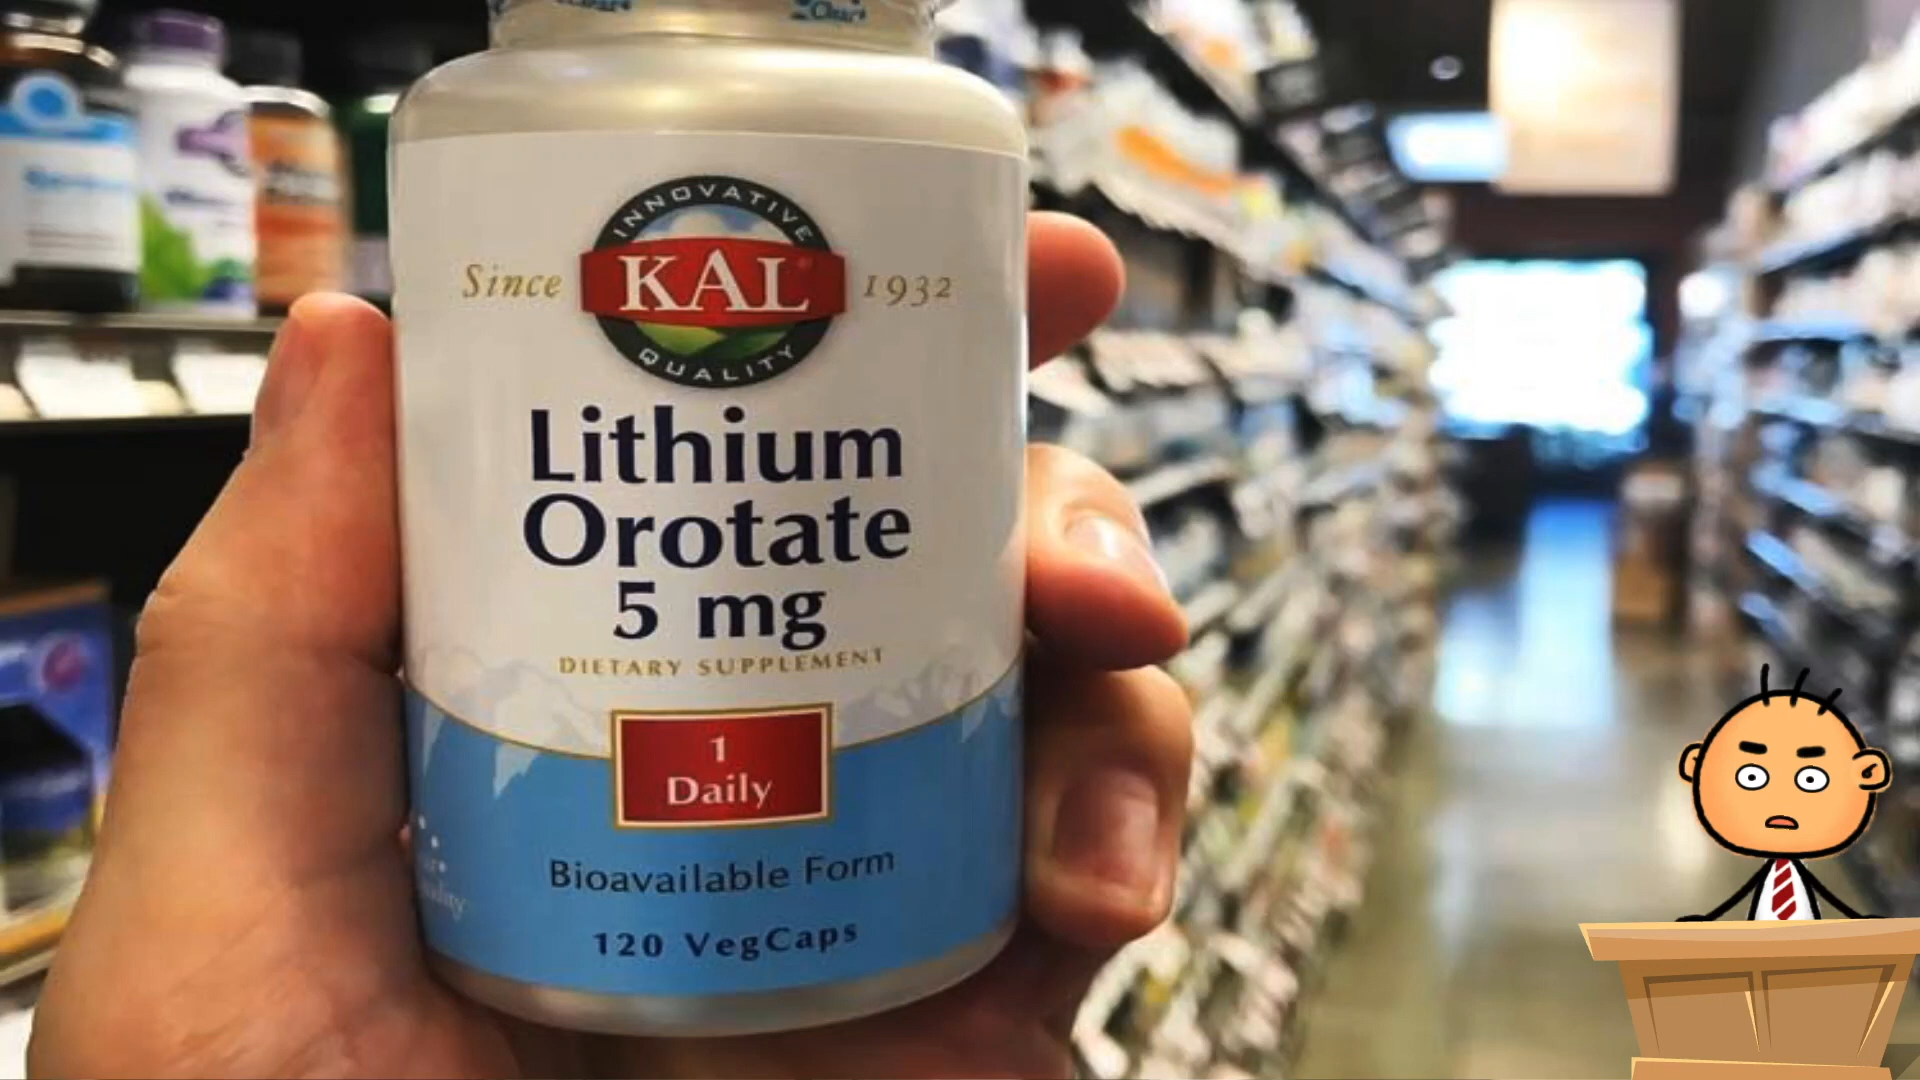 INNOVATIVE
Since KAL 1932
QUALITY
Lithium
Orotate
5 mg
DIETARY SUPPLEMENT
1
Daily
Bioavailable Form
120 VegCaps